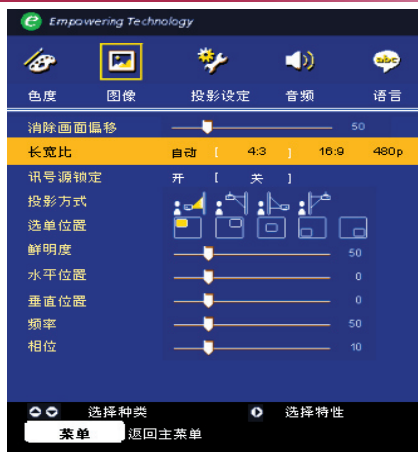 e Empowering Technology
abc
色度 图像 投影设定 音频 语言
消除画面偏移 50
长宽比 自动 [ 4:3 ] 16:9 480p
讯号源锁定 开 [ 关 ]
投影方式
选单位置
鲜明度 50
水平位置 0
垂直位置 0
频率 50
相位 10
选择种类 选择特性
菜单 返回主菜单